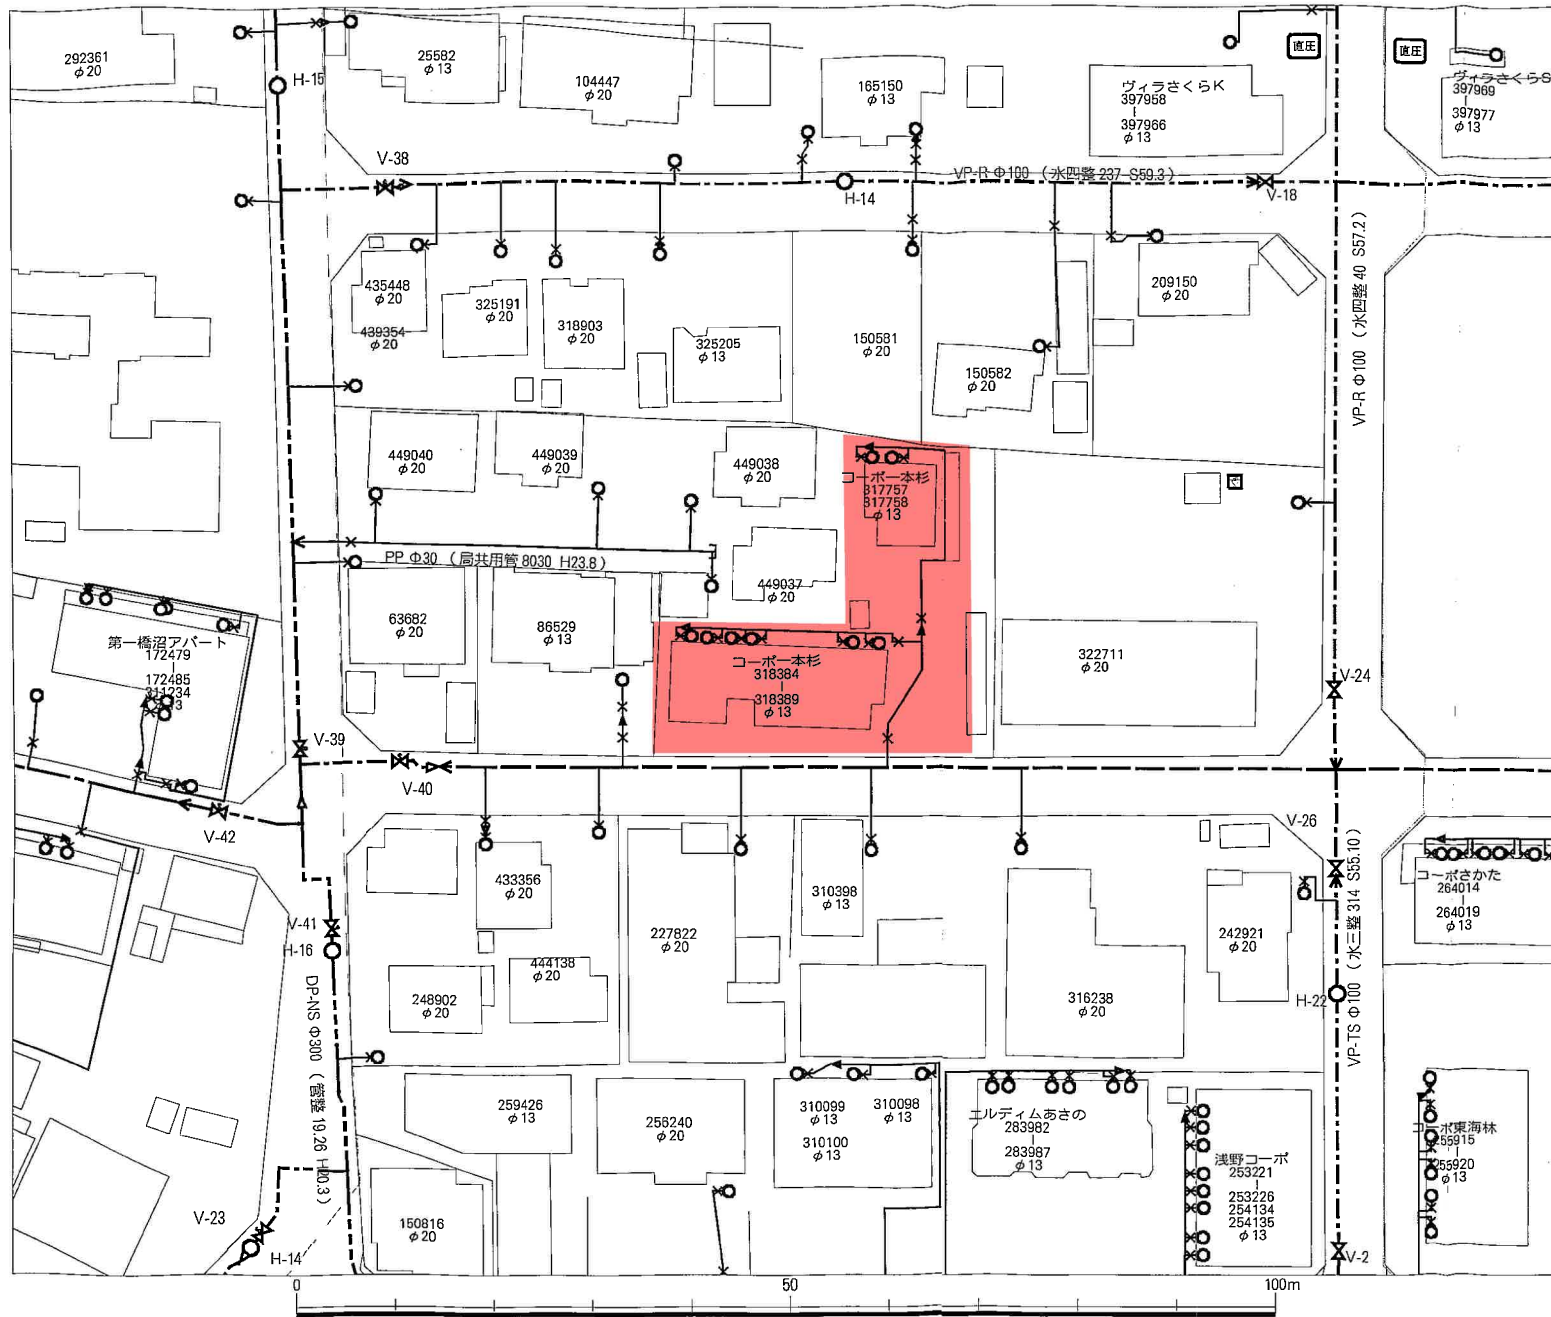 292361
φ20
25582
φ13
104447
φ20
165150
φ13
ヴィラさくらK
397958
397966
φ13
直圧
直圧
ヴィラさくらS
397969
397977
φ13
H-15
V-38
H-14
VP-R Φ100 (水四整 237 S59.3)
V-18
VP-R Φ100 (水四整 40 S57.2)
435448
φ20
439354
φ20
325191
φ20
318903
φ20
325205
φ13
150581
φ20
150582
φ20
209150
φ20
449040
φ20
449039
φ20
449038
φ20
コーポ一本杉
317757
317758
φ13
PP Φ30 (局共用管 8030 H23.8)
449037
φ20
63682
φ20
86529
φ13
コーポ一本杉
318384
318389
φ13
322711
φ20
第一橋沼アパート
172479
172485
311234
V-24
V-39
V-40
V-42
V-26
433356
φ20
227822
φ20
310398
φ13
242921
φ20
コーポさかた
264014
264019
φ13
V-41
H-16
444138
φ20
248902
φ20
316238
φ20
H-22
VP-TS Φ100 (水三整 314 S55.10)
DP-NS Φ300 (管整 19.26 H20.3)
259426
φ13
256240
φ20
310099
φ13
310100
φ13
310098
φ13
エルディムあさの
283982
283987
φ13
浅野コーポ
253221
253226
254134
254135
φ13
コーポ東海林
255915
255920
φ13
150816
φ20
V-23
H-14
V-2
0
50
100m